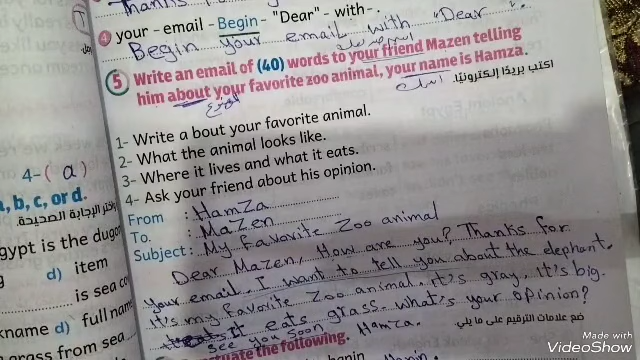 Thanks
4 your - email - Begin - "Dear" - with -.
Begin your email with "Dear".
5 Write an email of (40) words to your friend Mazen telling
him about your favorite zoo animal, your name is Hamza.
اكتب بريدًا إلكترونيًا.
1- Write a bout your favorite animal.
2- What the animal looks like.
3- Where it lives and what it eats.
4- Ask your friend about his opinion.
From : HamZa
To. : MaZen
Subject: My Favorite Zoo animal
Dear MaZen, How are you? Thanks for
your email. I want to tell you about the elephant.
It's my Favorite Zoo animal. It's gray. it's big.
It eats grass. what's your opinion?
See you soon
Hamza.
ضع علامات الترقيم على ما يلي
tuate the following.
4-( a )
a, b, c, or d.
اختر الإجابة الصحيحة
gypt is the dugon
d) item
is sea co
kname d) full name
grass from sea
Made with
VideoShow